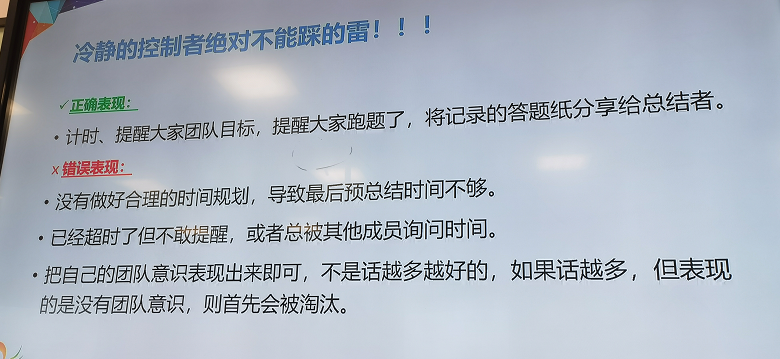 冷静的控制者绝对不能踩的雷！！！
✓正确表现：
• 计时、提醒大家团队目标，提醒大家跑题了，将记录的答题纸分享给总结者。
×错误表现：
• 没有做好合理的时间规划，导致最后预总结时间不够。
• 已经超时了但不敢提醒，或者总被其他成员询问时间。
• 把自己的团队意识表现出来即可，不是话越多越好的，如果话越多，但表现
的是没有团队意识，则首先会被淘汰。